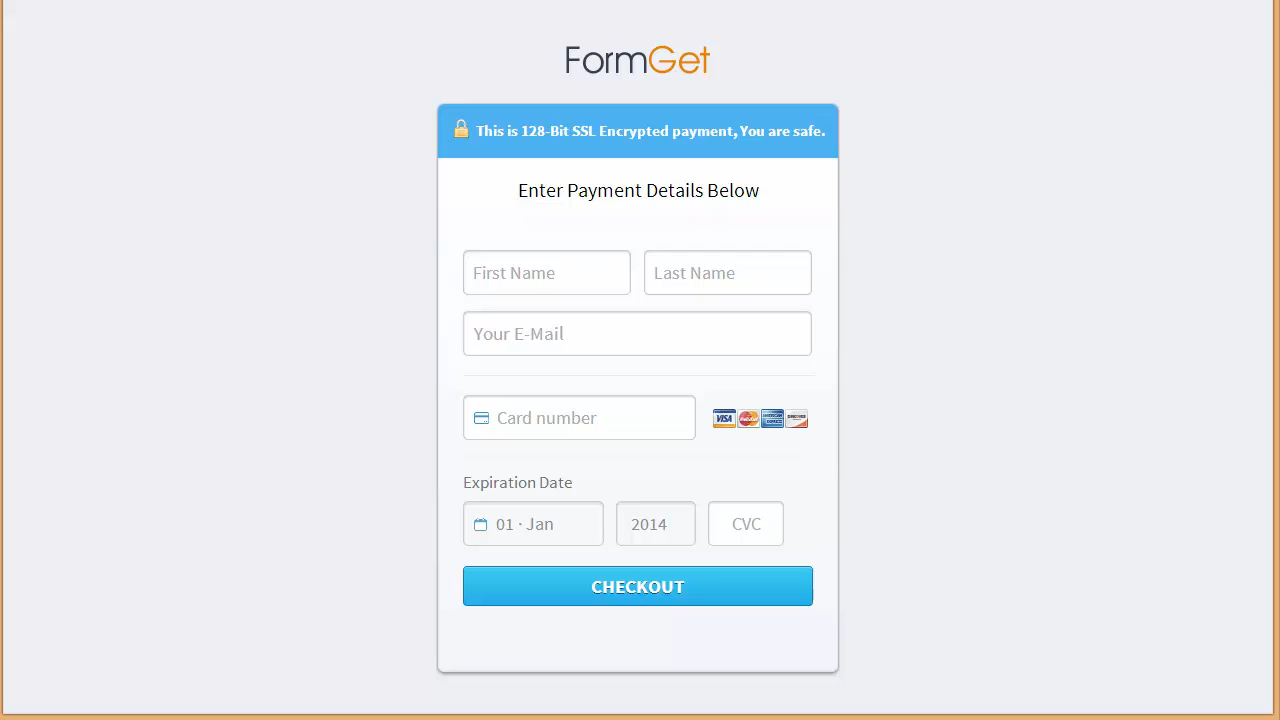 FormGet
This is 128-Bit SSL Encrypted payment, You are safe.
Enter Payment Details Below
First Name
Last Name
Your E-Mail
Card number
VISA
Expiration Date
01 · Jan
2014
CVC
CHECKOUT